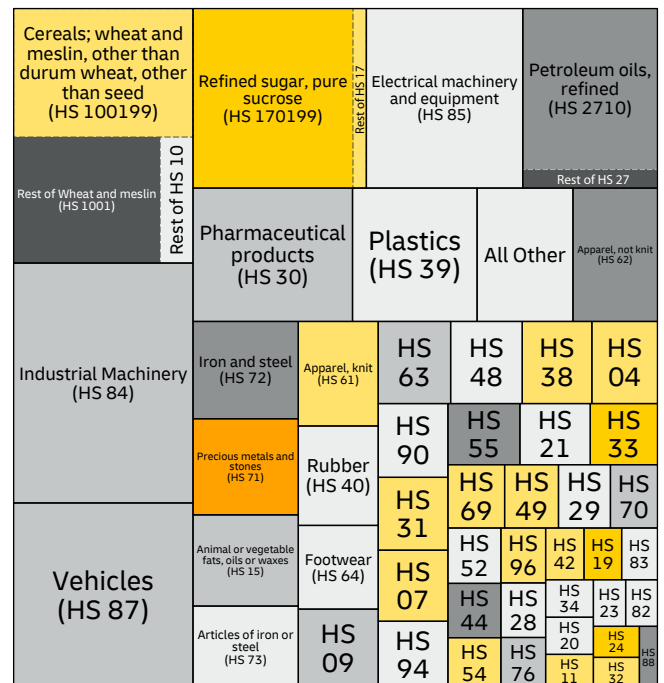 Cereals; wheat and
meslin, other than
durum wheat, other
than seed
(HS 100199)
Rest of Wheat and meslin
(HS 1001)
Rest of HS 10
Refined sugar, pure
sucrose
(HS 170199)
Rest of HS 17
Electrical machinery
and equipment
(HS 85)
Petroleum oils,
refined
(HS 2710)
Rest of HS 27
Pharmaceutical
products
(HS 30)
Plastics
(HS 39)
All Other
Apparel, not knit
(HS 62)
Industrial Machinery
(HS 84)
Vehicles
(HS 87)
Iron and steel
(HS 72)
Precious metals and
stones
(HS 71)
Animal or vegetable
fats, oils or waxes
(HS 15)
Articles of iron or
steel
(HS 73)
Apparel, knit
(HS 61)
Rubber
(HS 40)
Footwear
(HS 64)
HS
09
HS
63
HS
90
HS
31
HS
07
HS
94
HS
48
HS
38
HS
04
HS
55
HS
21
HS
33
HS
69
HS
49
HS
29
HS
70
HS
52
HS
96
HS
42
HS
19
HS
83
HS
44
HS
28
HS
34
HS
23
HS
82
HS
20
HS
24
HS
88
HS
54
HS
76
HS
11
HS
32